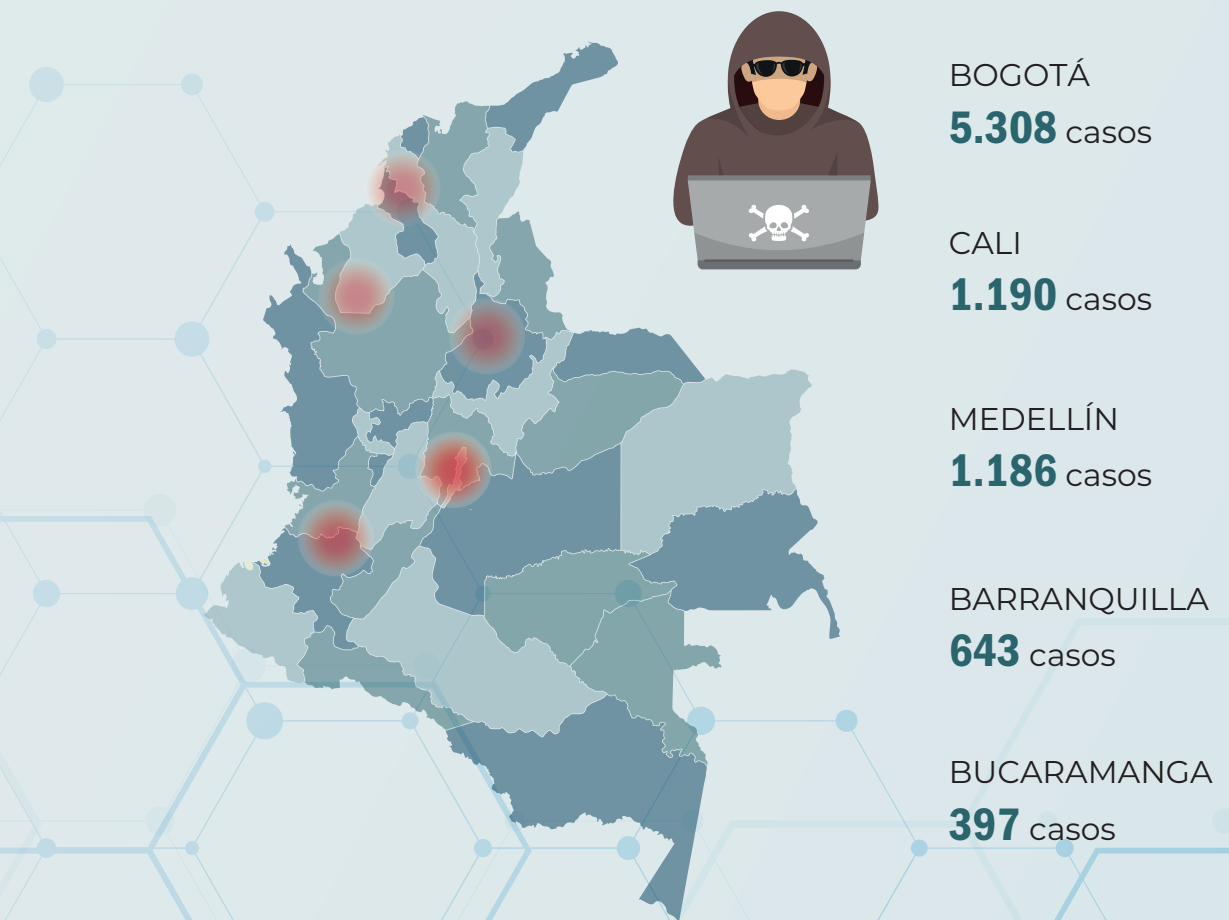 BOGOTÁ
5.308 casos
CALI
1.190 casos
MEDELLÍN
1.186 casos
BARRANQUILLA
643 casos
BUCARAMANGA
397 casos